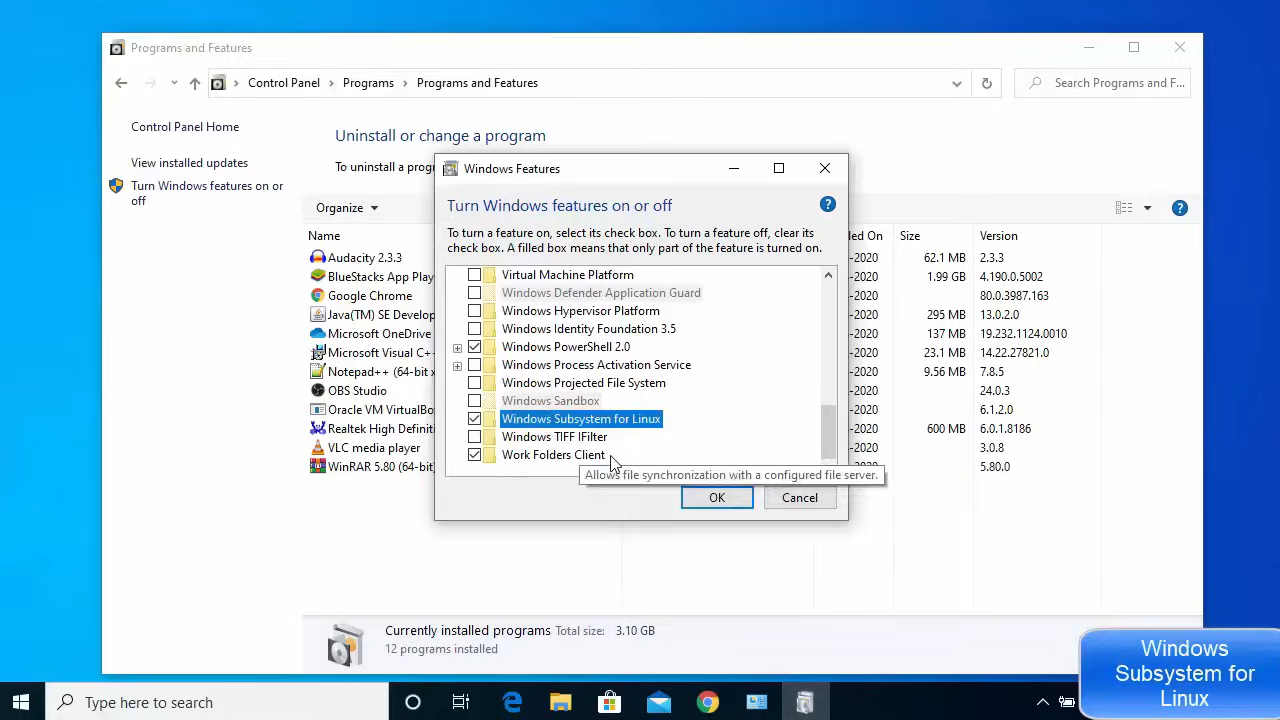 Programs and Features
Control Panel > Programs > Programs and Features
Search Programs and F...
Control Panel Home
View installed updates
Turn Windows features on or
off
Uninstall or change a program
To uninstall a prog
Organize
Name
led On
Size
Version
Audacity 2.3.3
-2020
62.1 MB
2.3.3
BlueStacks App Play
-2020
1.99 GB
4.190.0.5002
Google Chrome
-2020
80.0.3987.163
Java(TM) SE Develop
-2020
295 MB
13.0.2.0
Microsoft OneDrive
-2020
137 MB
19.232.1124.0010
Microsoft Visual C+
-2020
23.1 MB
14.22.27821.0
Notepad++ (64-bit x
-2020
9.56 MB
7.8.5
OBS Studio
-2020
24.0.3
Oracle VM VirtualBo
-2020
6.1.2.0
Realtek High Definiti
-2020
600 MB
6.0.1.8186
VLC media player
-2020
3.0.8
WinRAR 5.80 (64-bit
-2020
5.80.0
Windows Features
Turn Windows features on or off
To turn a feature on, select its check box. To turn a feature off, clear its
check box. A filled box means that only part of the feature is turned on.
Virtual Machine Platform
Windows Defender Application Guard
Windows Hypervisor Platform
Windows Identity Foundation 3.5
Windows PowerShell 2.0
Windows Process Activation Service
Windows Projected File System
Windows Sandbox
Windows Subsystem for Linux
Windows TIFF IFilter
Work Folders Client
Allows file synchronization with a configured file server.
OK
Cancel
Currently installed programs Total size: 3.10 GB
12 programs installed
Windows
Subsystem for
Linux
Type here to search